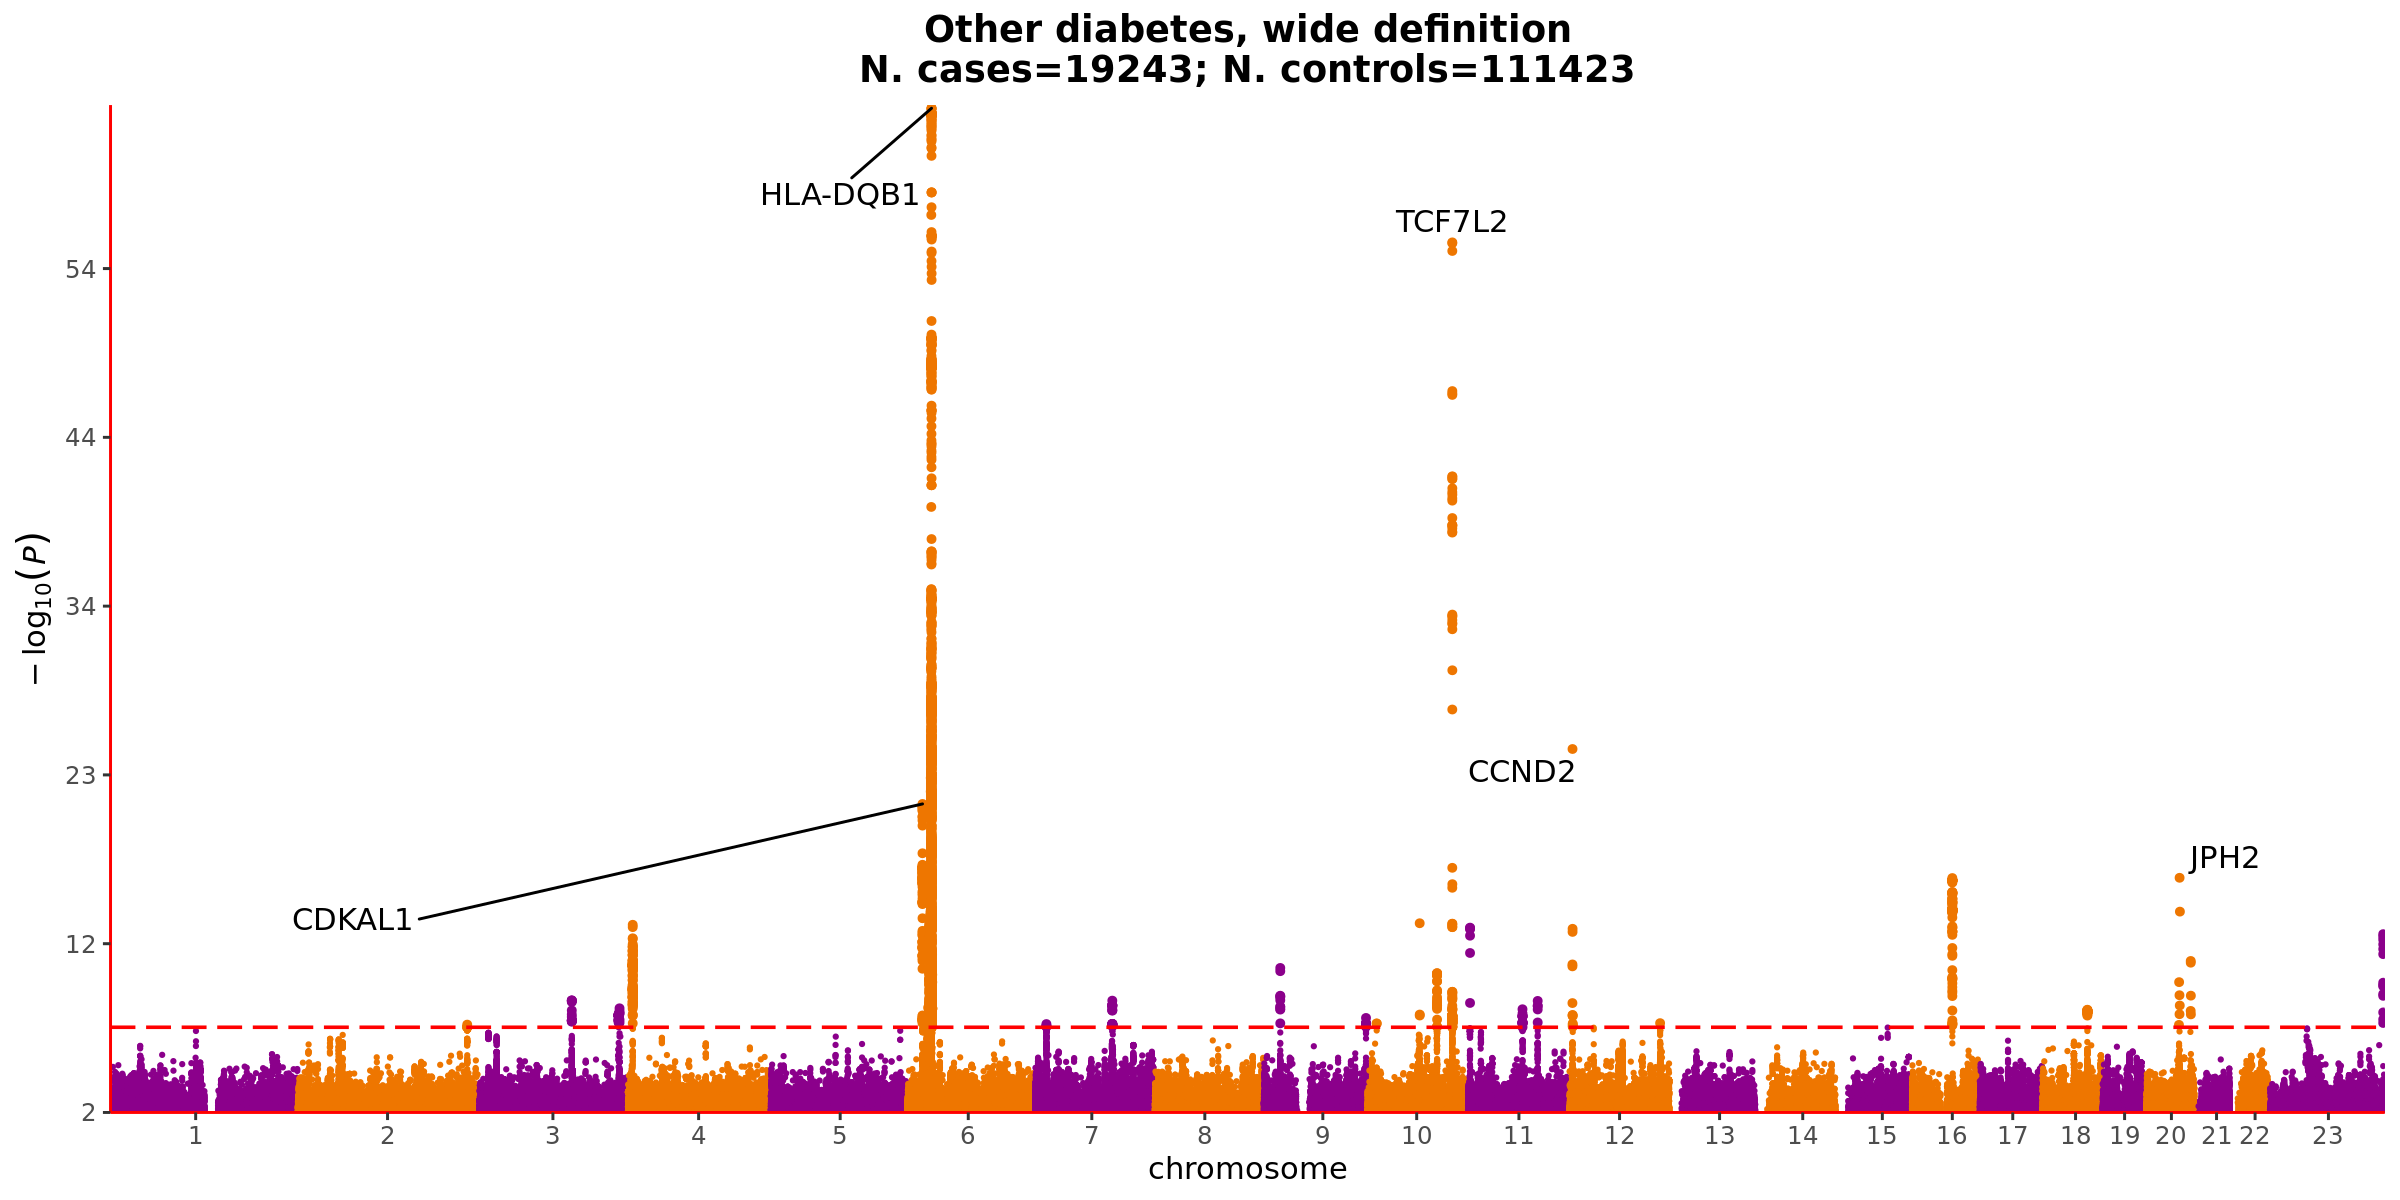 Other diabetes, wide definition
N. cases=19243; N. controls=111423
HLA-DQB1
TCF7L2
54
44
34
−log10(P)
CCND2
23
JPH2
CDKAL1
12
2
1 2 3 4 5 6 7 8 9 10 11 12 13 14 15 16 17 18 19 20 21 22 23
chromosome